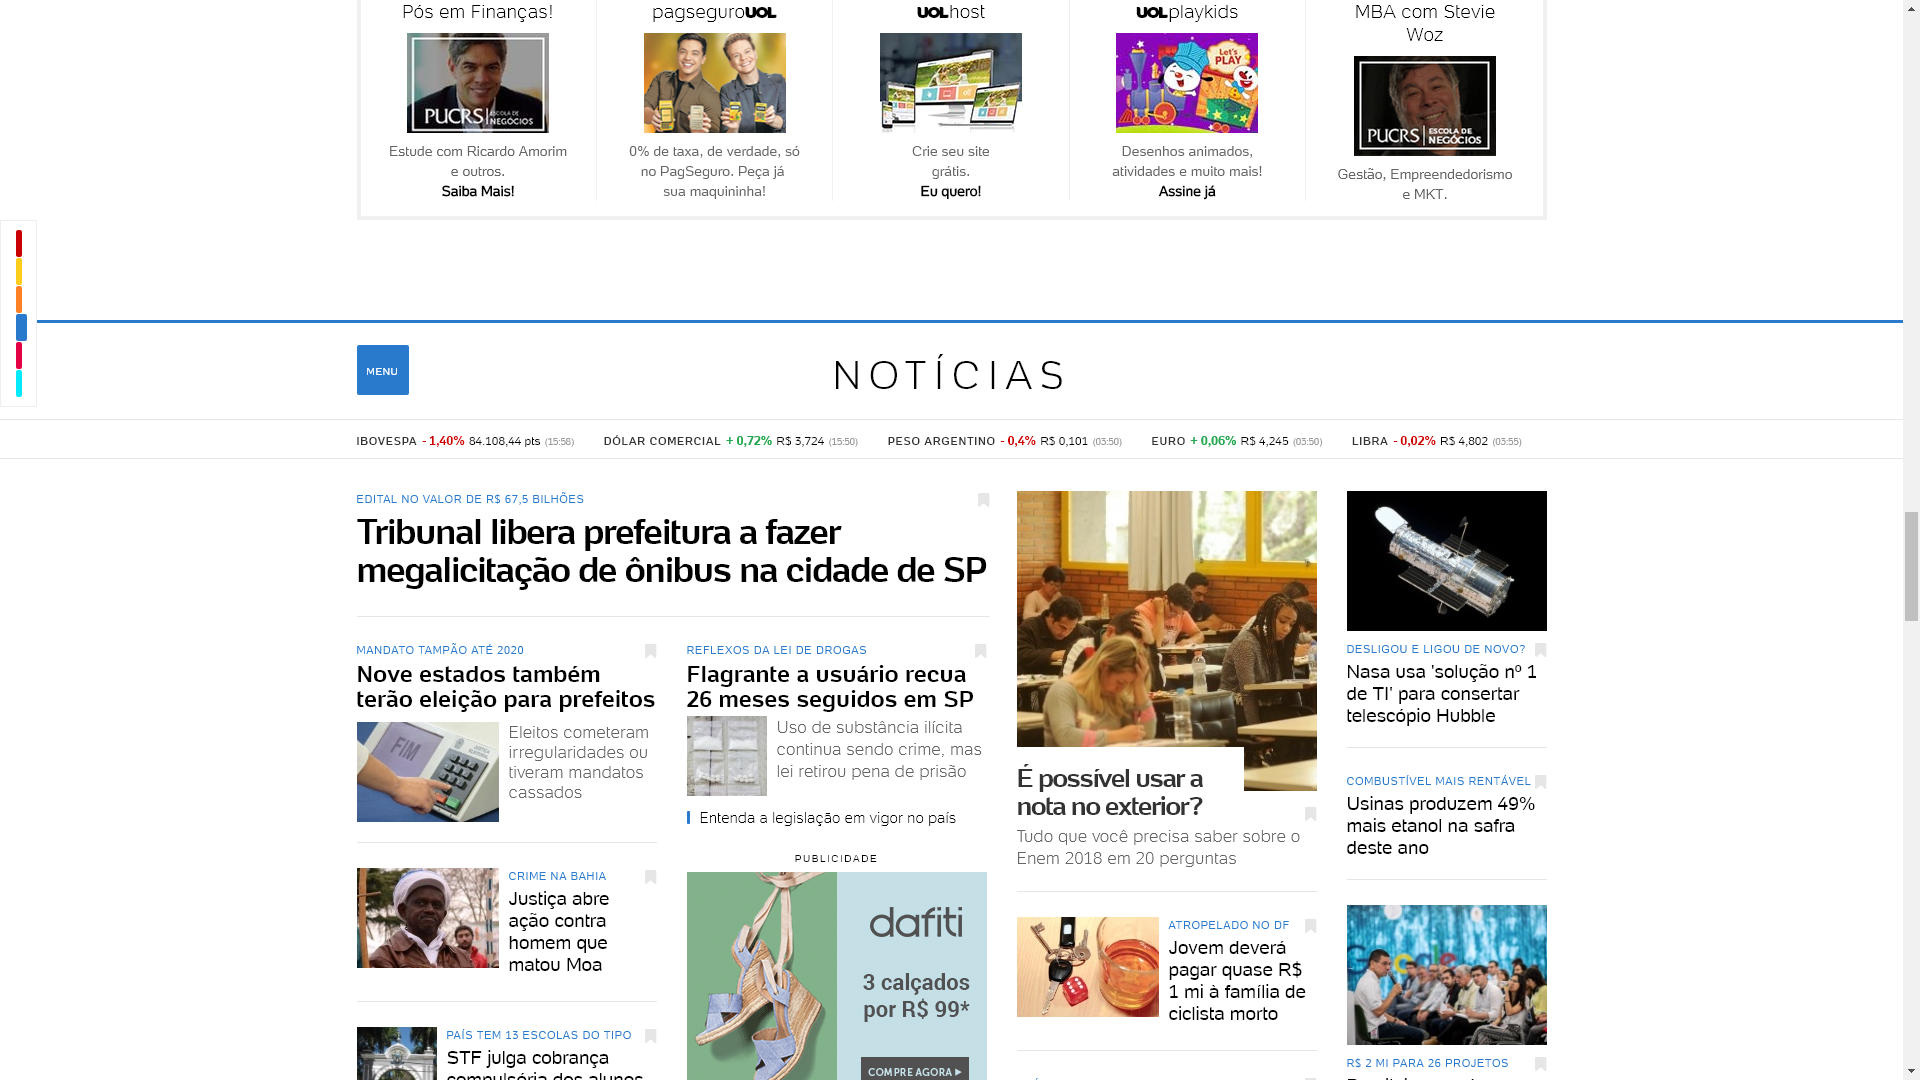 Pós em Finanças!
PUCRS ESCOLA DE NEGÓCIOS
Estude com Ricardo Amorim
e outros.
Saiba Mais!
pagseguroUOL
0% de taxa, de verdade, só
no PagSeguro. Peça já
sua maquininha!
UOLhost
Crie seu site
grátis.
Eu quero!
UOLplaykids
Let's PLAY
Desenhos animados,
atividades e muito mais!
Assine já
MBA com Stevie
Woz
PUCRS ESCOLA DE NEGÓCIOS
Gestão, Empreendedorismo
e MKT.
MENU
NOTÍCIAS
IBOVESPA -1,40% 84.108,44 pts (15:58)
DÓLAR COMERCIAL +0,72% R$ 3,724 (15:50)
PESO ARGENTINO -0,4% R$ 0,101 (03:50)
EURO +0,06% R$ 4,245 (03:50)
LIBRA -0,02% R$ 4,802 (03:55)
EDITAL NO VALOR DE R$ 67,5 BILHÕES
Tribunal libera prefeitura a fazer
megalicitação de ônibus na cidade de SP
MANDATO TAMPÃO ATÉ 2020
Nove estados também
terão eleição para prefeitos
FIM
Eleitos cometeram
irregularidades ou
tiveram mandatos
cassados
CRIME NA BAHIA
Justiça abre
ação contra
homem que
matou Moa
PAÍS TEM 13 ESCOLAS DO TIPO
STF julga cobrança
compulsória dos alunos
REFLEXOS DA LEI DE DROGAS
Flagrante a usuário recua
26 meses seguidos em SP
Uso de substância ilícita
continua sendo crime, mas
lei retirou pena de prisão
Entenda a legislação em vigor no país
PUBLICIDADE
dafiti
3 calçados
por R$ 99*
COMPRE AGORA
É possível usar a
nota no exterior?
Tudo que você precisa saber sobre o
Enem 2018 em 20 perguntas
ATROPELADO NO DF
Jovem deverá
pagar quase R$
1 mi à família de
ciclista morto
DESLIGOU E LIGOU DE NOVO?
Nasa usa 'solução nº 1
de TI' para consertar
telescópio Hubble
COMBUSTÍVEL MAIS RENTÁVEL
Usinas produzem 49%
mais etanol na safra
deste ano
R$ 2 MI PARA 26 PROJETOS